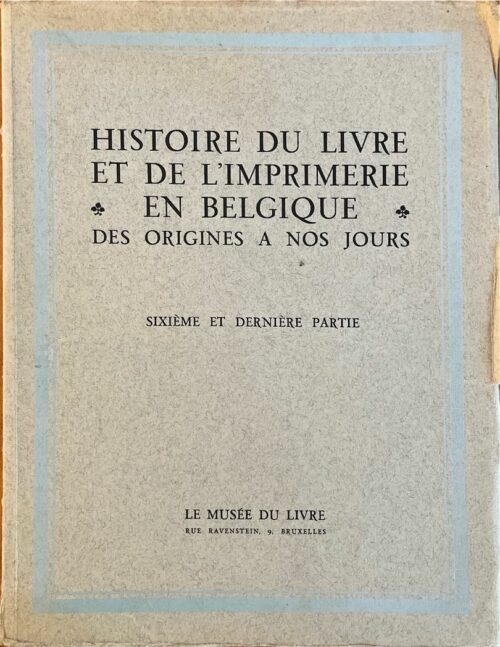 HISTOIRE DU LIVRE
ET DE L'IMPRIMERIE
EN BELGIQUE
DES ORIGINES A NOS JOURS
SIXIÈME ET DERNIÈRE PARTIE
LE MUSÉE DU LIVRE
RUE RAVENSTEIN, 9, BRUXELLES